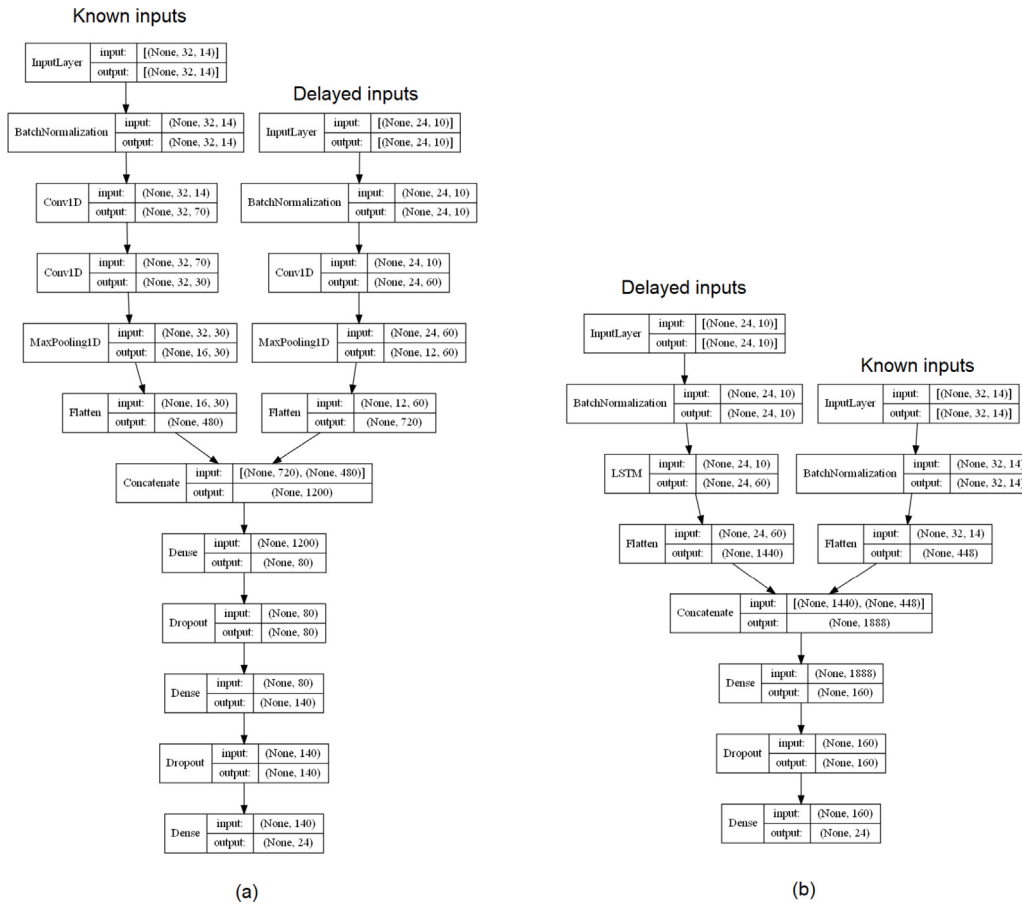 Known inputs
InputLayer
input: [(None, 32, 14)]
output: [(None, 32, 14)]
BatchNormalization
input: (None, 32, 14)
output: (None, 32, 14)
Conv1D
input: (None, 32, 14)
output: (None, 32, 70)
Conv1D
input: (None, 32, 70)
output: (None, 32, 30)
MaxPooling1D
input: (None, 32, 30)
output: (None, 16, 30)
Flatten
input: (None, 16, 30)
output: (None, 480)
Delayed inputs
InputLayer
input: [(None, 24, 10)]
output: [(None, 24, 10)]
BatchNormalization
input: (None, 24, 10)
output: (None, 24, 10)
Conv1D
input: (None, 24, 10)
output: (None, 24, 60)
MaxPooling1D
input: (None, 24, 60)
output: (None, 12, 60)
Flatten
input: (None, 12, 60)
output: (None, 720)
Concatenate
input: [(None, 720), (None, 480)]
output: (None, 1200)
Dense
input: (None, 1200)
output: (None, 80)
Dropout
input: (None, 80)
output: (None, 80)
Dense
input: (None, 80)
output: (None, 140)
Dropout
input: (None, 140)
output: (None, 140)
Dense
input: (None, 140)
output: (None, 24)
(a)
Delayed inputs
InputLayer
input: [(None, 24, 10)]
output: [(None, 24, 10)]
BatchNormalization
input: (None, 24, 10)
output: (None, 24, 10)
LSTM
input: (None, 24, 10)
output: (None, 24, 60)
Flatten
input: (None, 24, 60)
output: (None, 1440)
Known inputs
InputLayer
input: [(None, 32, 14)]
output: [(None, 32, 14)]
BatchNormalization
input: (None, 32, 14)
output: (None, 32, 14)
Flatten
input: (None, 32, 14)
output: (None, 448)
Concatenate
input: [(None, 1440), (None, 448)]
output: (None, 1888)
Dense
input: (None, 1888)
output: (None, 160)
Dropout
input: (None, 160)
output: (None, 160)
Dense
input: (None, 160)
output: (None, 24)
(b)